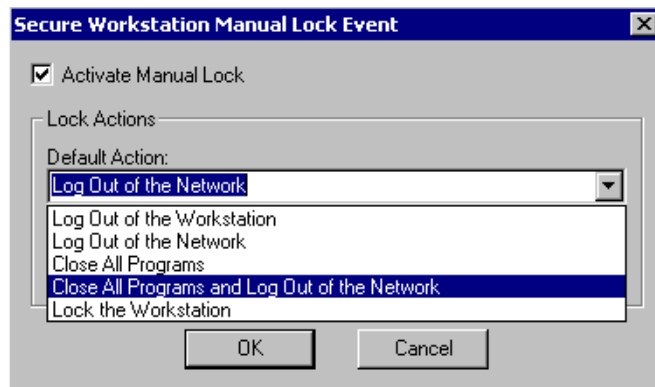 Secure Workstation Manual Lock Event
Activate Manual Lock
Lock Actions
Default Action:
Log Out of the Network
Log Out of the Workstation
Log Out of the Network
Close All Programs
Close All Programs and Log Out of the Network
Lock the Workstation
OK Cancel